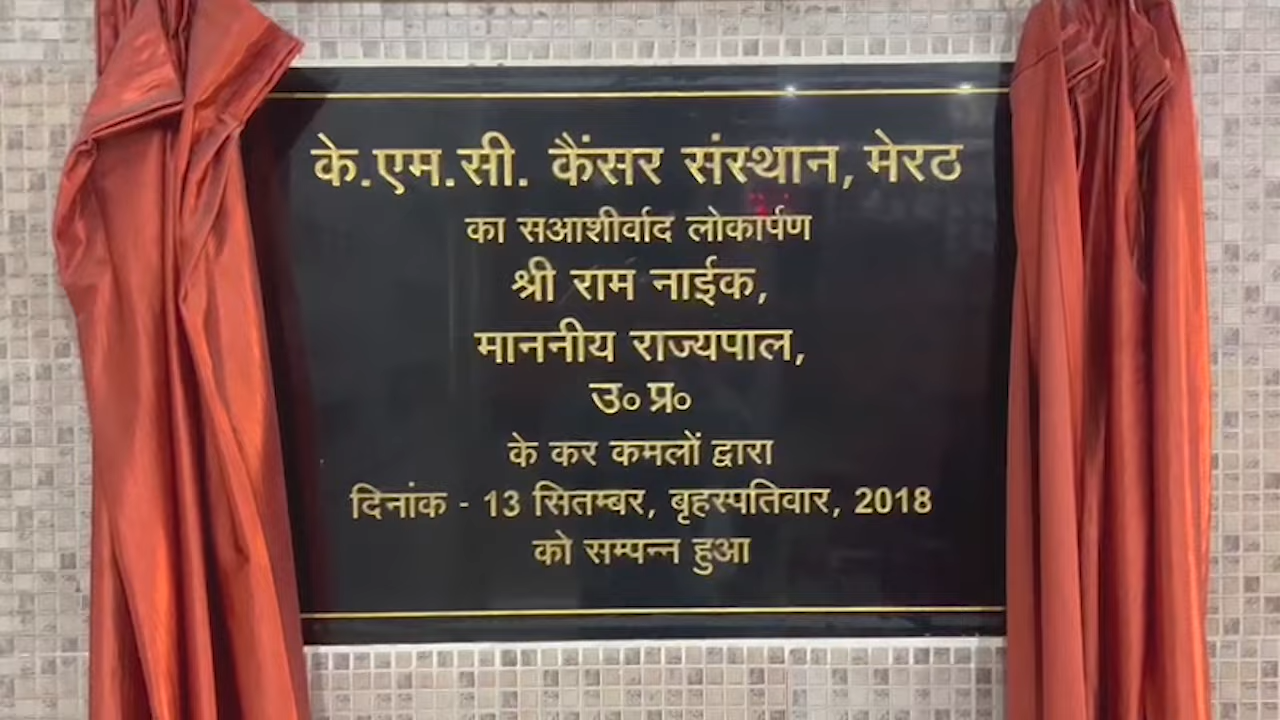 के.एम.सी. कैंसर संस्थान, मेरठ
का सआशीर्वाद लोकार्पण
श्री राम नाईक,
माननीय राज्यपाल,
उ० प्र०
के कर कमलों द्वारा
दिनांक - 13 सितम्बर, बृहस्पतिवार, 2018
को सम्पन्न हुआ